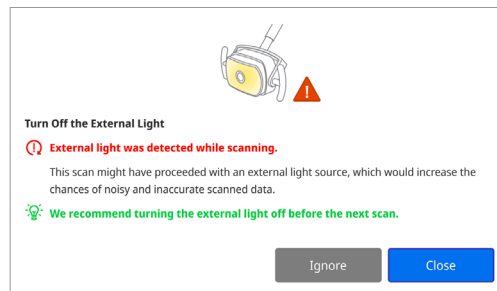 Turn Off the External Light
External light was detected while scanning.
This scan might have proceeded with an external light source, which would increase the
chances of noisy and inaccurate scanned data.
We recommend turning the external light off before the next scan.
Ignore
Close